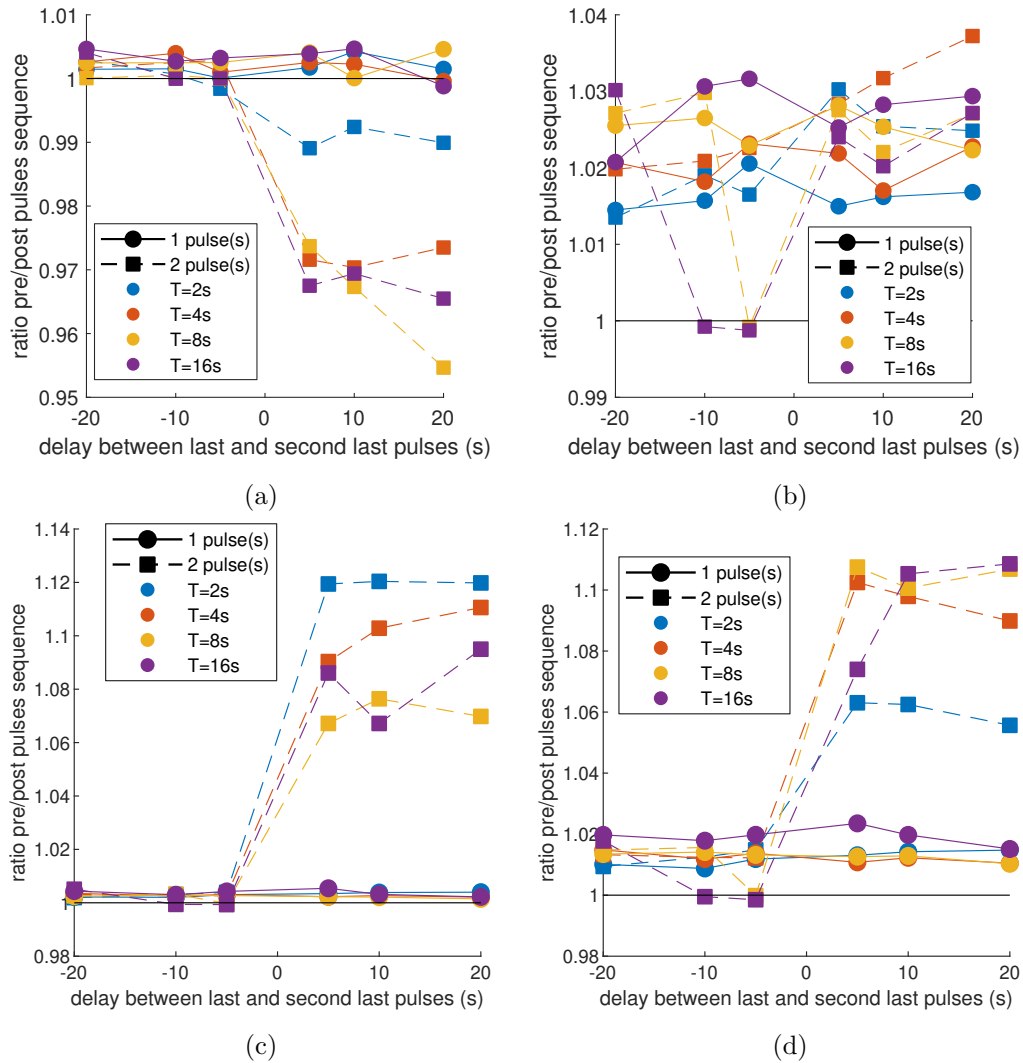 1.01
1
0.99
0.98
0.97
0.96
0.95
-20 -10 0 10 20
ratio pre/post pulses sequence
delay between last and second last pulses (s)
1 pulse(s)
2 pulse(s)
T=2s
T=4s
T=8s
T=16s
(a)
1.04
1.03
1.02
1.01
1
0.99
-20 -10 0 10 20
ratio pre/post pulses sequence
delay between last and second last pulses (s)
1 pulse(s)
2 pulse(s)
T=2s
T=4s
T=8s
T=16s
(b)
1.14
1.12
1.1
1.08
1.06
1.04
1.02
1
0.98
-20 -10 0 10 20
ratio pre/post pulses sequence
delay between last and second last pulses (s)
1 pulse(s)
2 pulse(s)
T=2s
T=4s
T=8s
T=16s
(c)
1.12
1.1
1.08
1.06
1.04
1.02
1
0.98
-20 -10 0 10 20
ratio pre/post pulses sequence
delay between last and second last pulses (s)
1 pulse(s)
2 pulse(s)
T=2s
T=4s
T=8s
T=16s
(d)